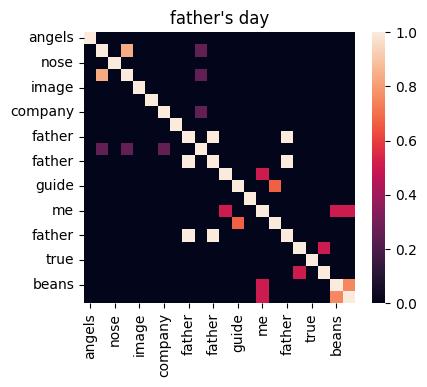 father's day
angels
nose
image
company
father
father
guide
me
father
true
beans
1.0
0.8
0.6
0.4
0.2
0.0
angels
nose
image
company
father
father
guide
me
father
true
beans